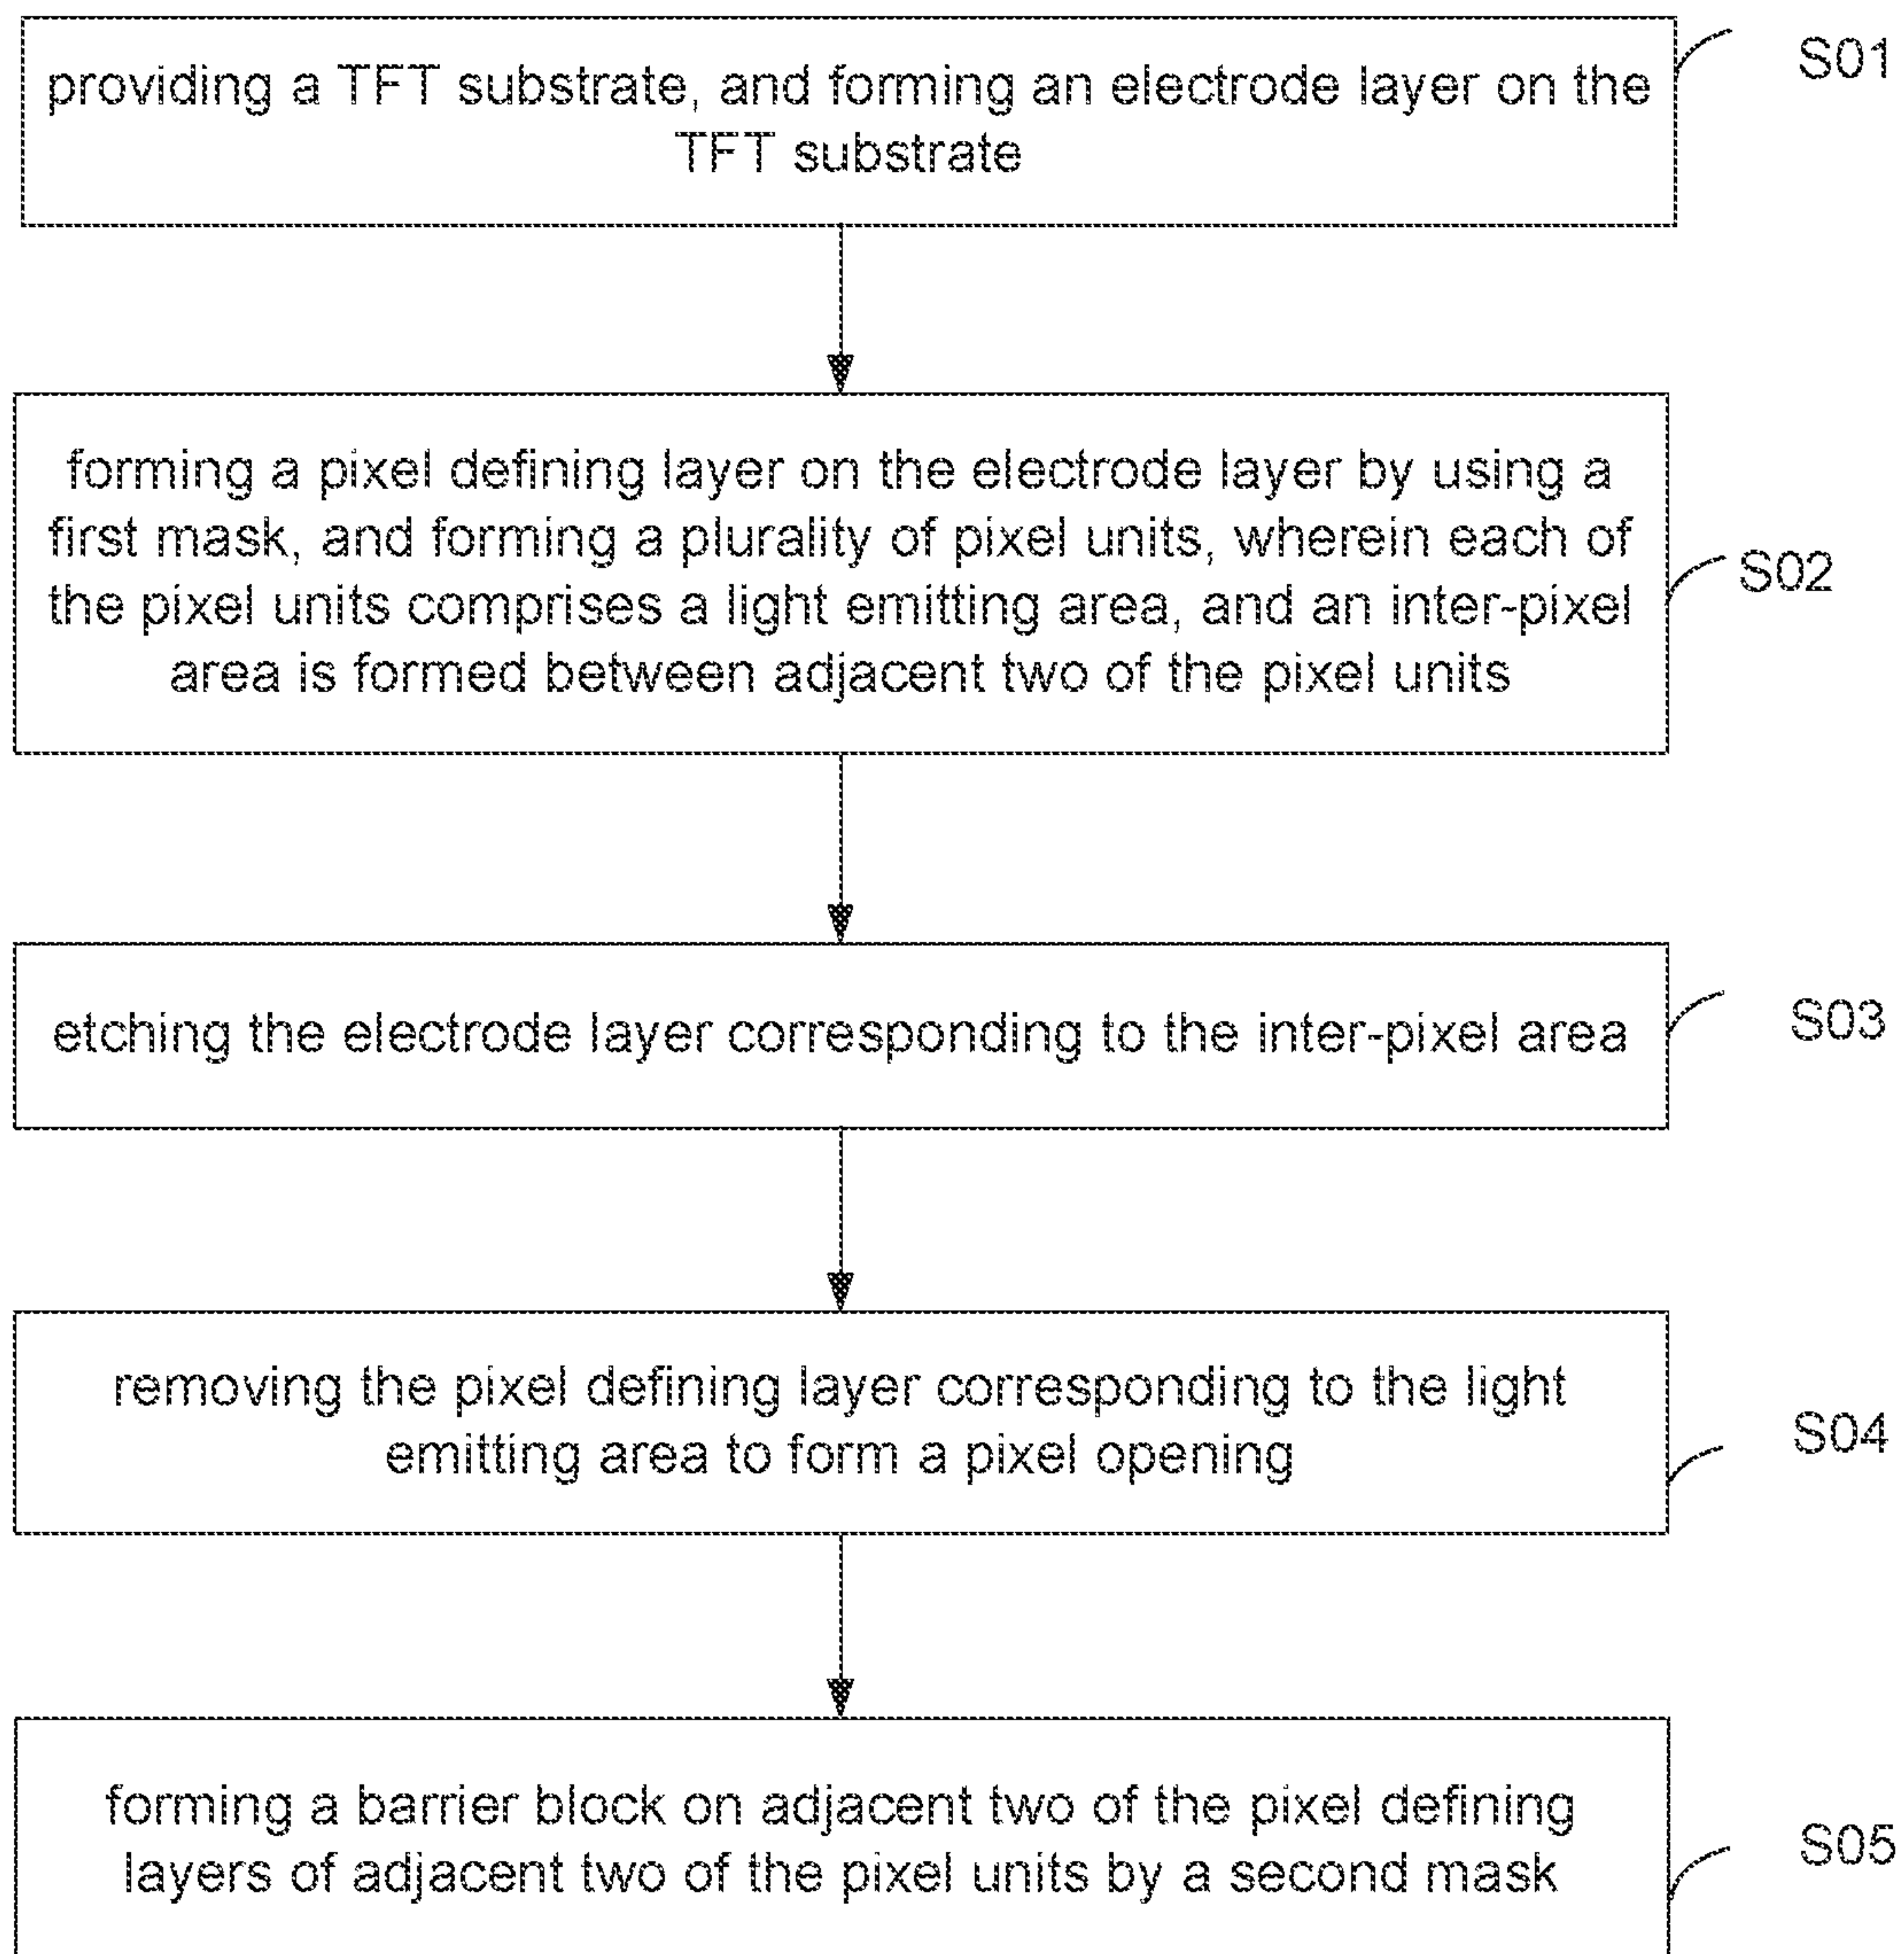 providing a TFT substrate, and forming an electrode layer on the
TFT substrate
S01
forming a pixel defining layer on the electrode layer by using a
first mask, and forming a plurality of pixel units, wherein each of
the pixel units comprises a light emitting area, and an inter-pixel
area is formed between adjacent two of the pixel units
S02
etching the electrode layer corresponding to the inter-pixel area
S03
removing the pixel defining layer corresponding to the light
emitting area to form a pixel opening
S04
forming a barrier block on adjacent two of the pixel defining
layers of adjacent two of the pixel units by a second mask
S05